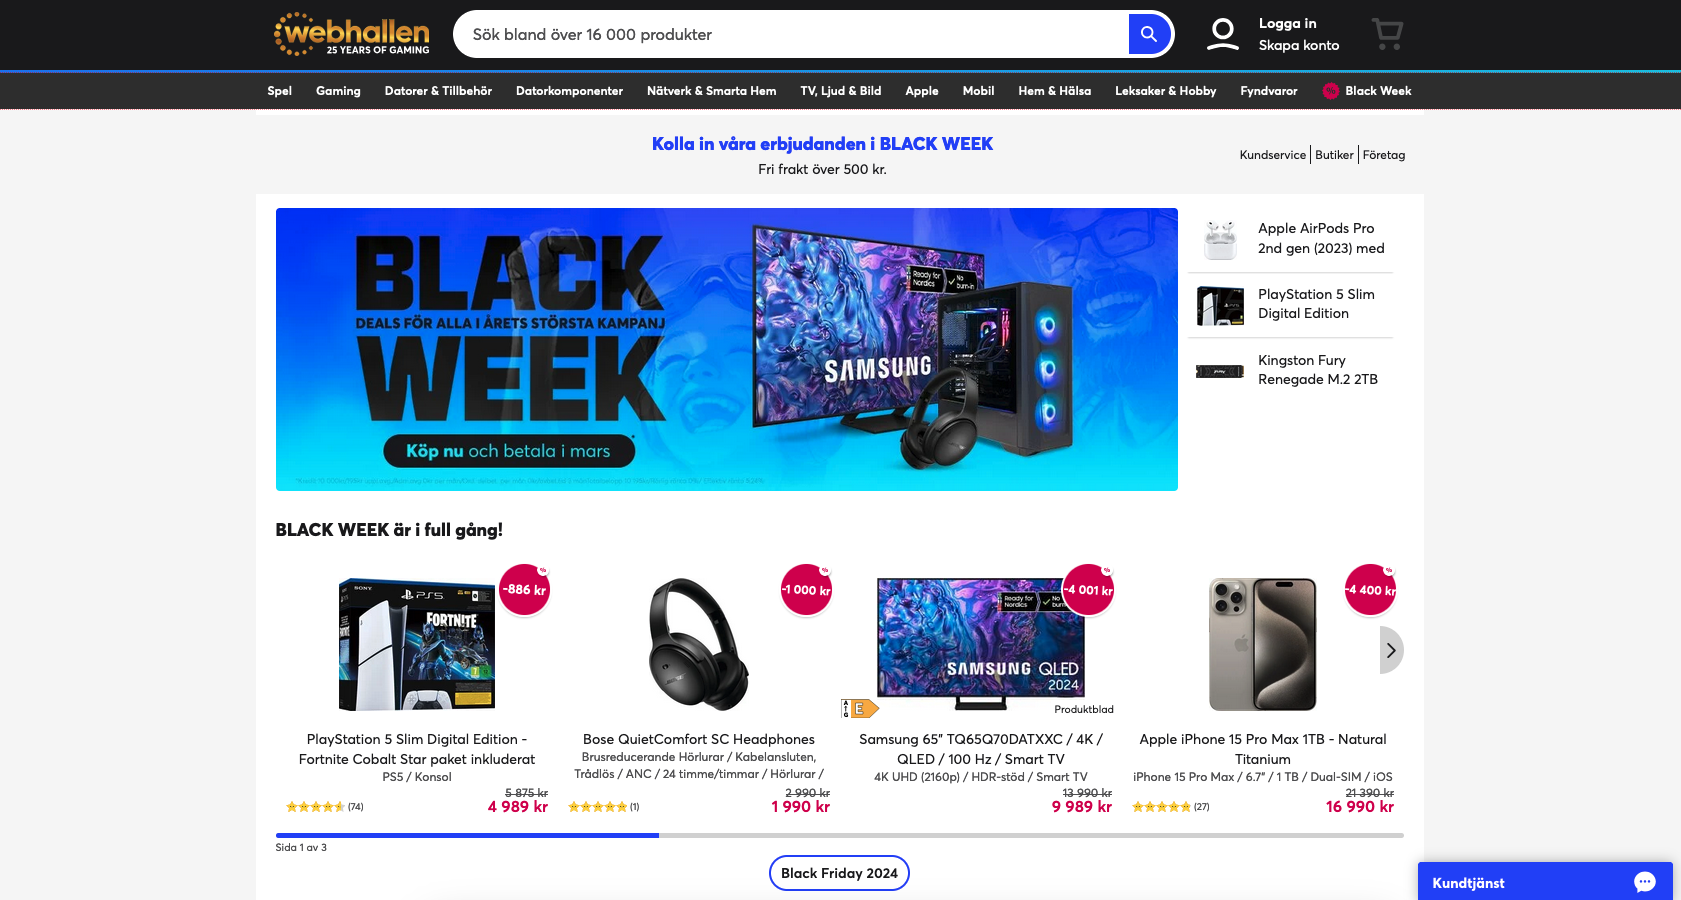 webhallen
25 YEARS OF GAMING
Sök bland över 16 000 produkter
Logga in
Skapa konto
Spel
Gaming
Datorer & Tillbehör
Datorkomponenter
Nätverk & Smarta Hem
TV, Ljud & Bild
Apple
Mobil
Hem & Hälsa
Leksaker & Hobby
Fyndvaror
Black Week
Kolla in våra erbjudanden i BLACK WEEK
Fri frakt över 500 kr.
Kundservice
Butiker
Företag
BLACK
DEALS FÖR ALLA I ÅRETS STÖRSTA KAMPANJ
WEEK
Köp nu och betala i mars
Ready for Nordics
No burn-in
SAMSUNG
Apple AirPods Pro
2nd gen (2023) med
PlayStation 5 Slim
Digital Edition
Kingston Fury
Renegade M.2 2TB
BLACK WEEK är i full gång!
-886 kr
SONY
PS5
FORTNITE
PlayStation 5 Slim Digital Edition -
Fortnite Cobalt Star paket inkluderat
PS5 / Konsol
5 875 kr
(74)
4 989 kr
-1 000 kr
Bose QuietComfort SC Headphones
Brusreducerande Hörlurar / Kabelansluten,
Trådlös / ANC / 24 timme/timmar / Hörlurar /
2 990 kr
(1)
1 990 kr
-4 001 kr
Ready for Nordics
SAMSUNG QLED
2024
A
G
E
Produktblad
Samsung 65" TQ65Q70DATXXC / 4K /
QLED / 100 Hz / Smart TV
4K UHD (2160p) / HDR-stöd / Smart TV
13 990 kr
9 989 kr
-4 400 kr
Apple iPhone 15 Pro Max 1TB - Natural
Titanium
iPhone 15 Pro Max / 6.7" / 1 TB / Dual-SIM / iOS
21 390 kr
(27)
16 990 kr
Sida 1 av 3
Black Friday 2024
Kundtjänst